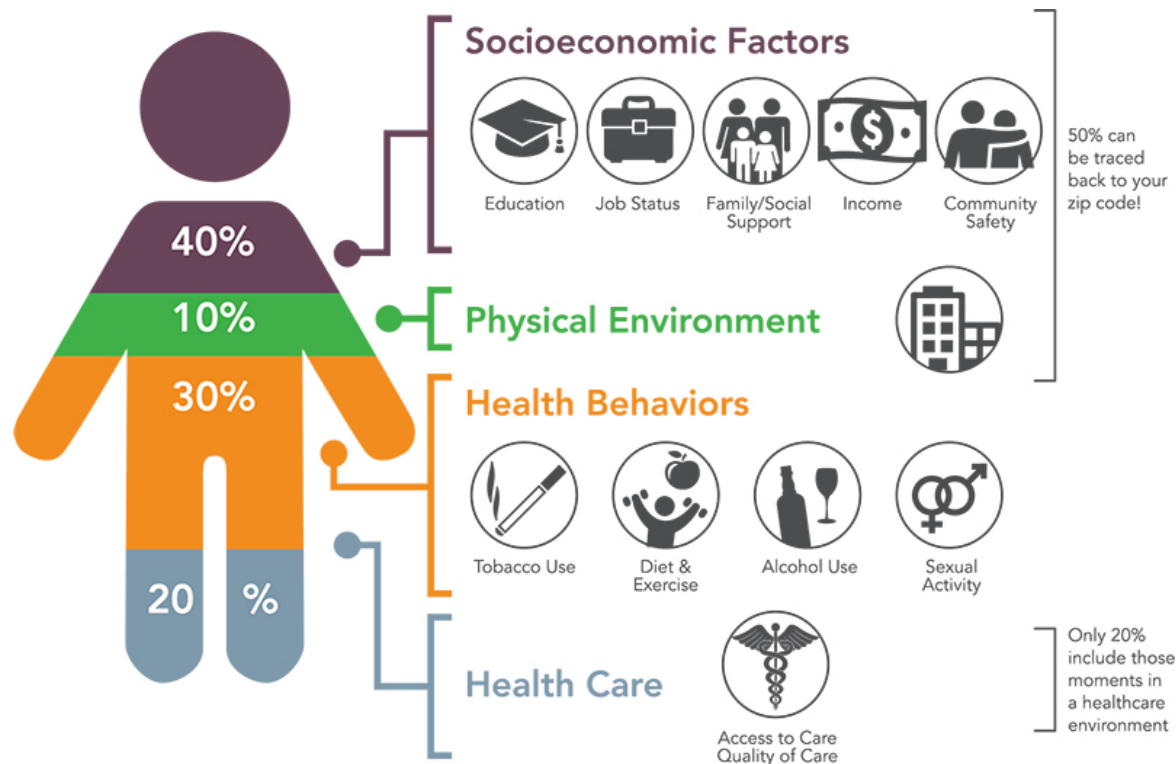 Socioeconomic Factors
Education
Job Status
Family/Social
Support
Income
Community
Safety
50% can
be traced
back to your
zip code!
40%
10%
Physical Environment
30%
Health Behaviors
Tobacco Use
Diet &
Exercise
Alcohol Use
Sexual
Activity
20 %
Health Care
Access to Care
Quality of Care
Only 20%
include those
moments in
a healthcare
environment